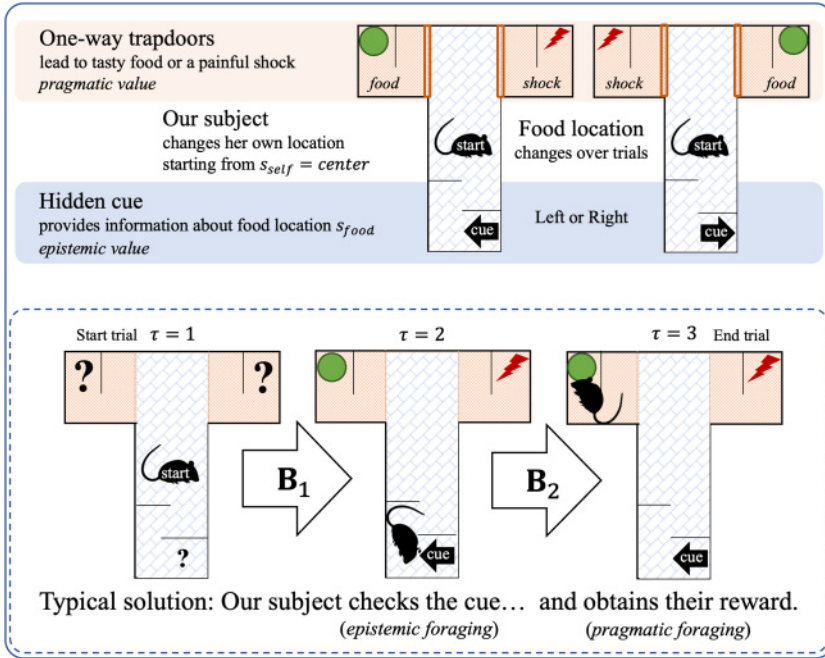 One-way trapdoors
lead to tasty food or a painful shock
pragmatic value
food
shock
shock
food
Our subject
changes her own location
starting from s_self = center
start
Food location
changes over trials
start
Hidden cue
provides information about food location s_food
epistemic value
cue
Left or Right
cue
Start trial τ = 1
τ = 2
τ = 3 End trial
?
?
start
B₁
B₂
?
cue
cue
Typical solution: Our subject checks the cue… and obtains their reward.
(epistemic foraging)
(pragmatic foraging)